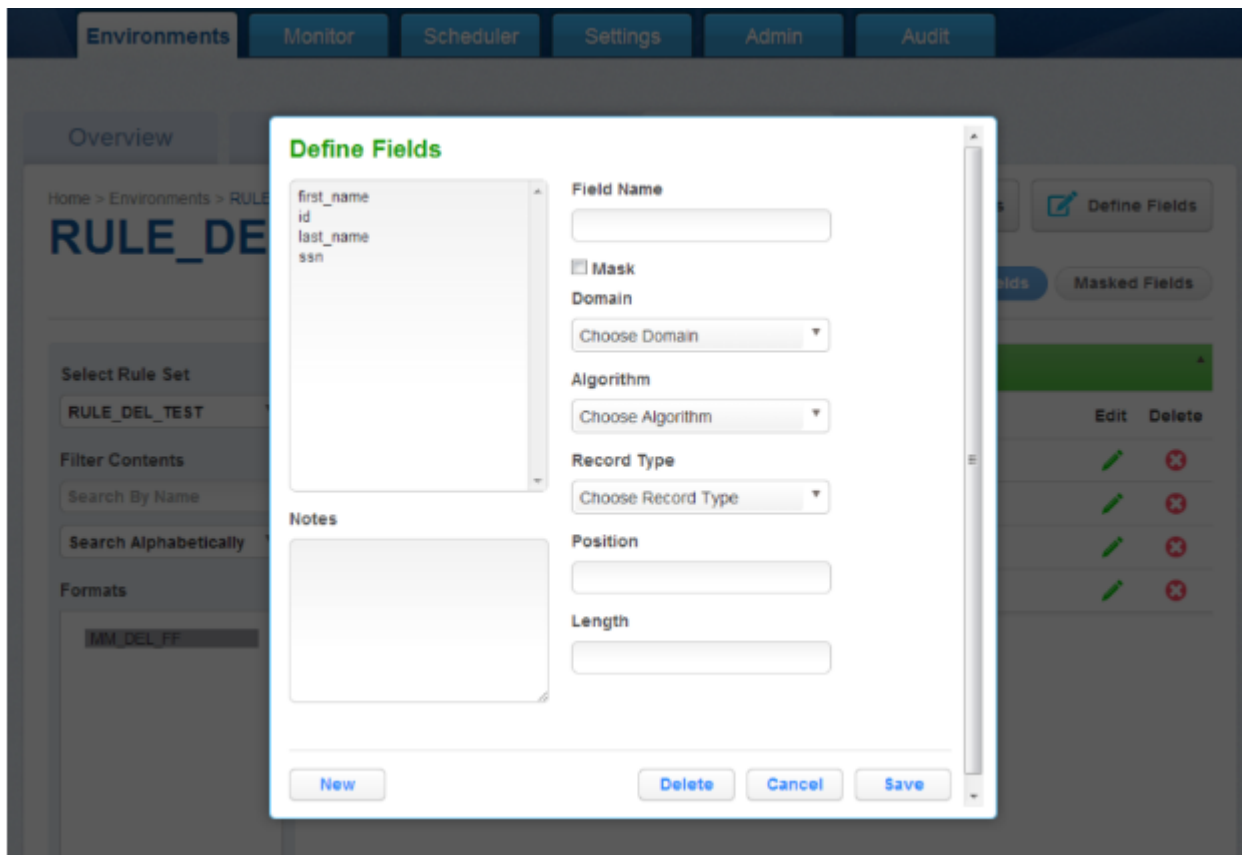 Environments Monitor Scheduler Settings Admin Audit
Overview
Home > Environments > RULE
RULE_DE
s
Define Fields
elds
Masked Fields
Select Rule Set
RULE_DEL_TEST
Filter Contents
Search By Name
Search Alphabetically
Formats
MM_DEL_FF
Edit Delete
Define Fields
first_name
id
last_name
ssn
Notes
Field Name
Mask
Domain
Choose Domain
Algorithm
Choose Algorithm
Record Type
Choose Record Type
Position
Length
New Delete Cancel Save